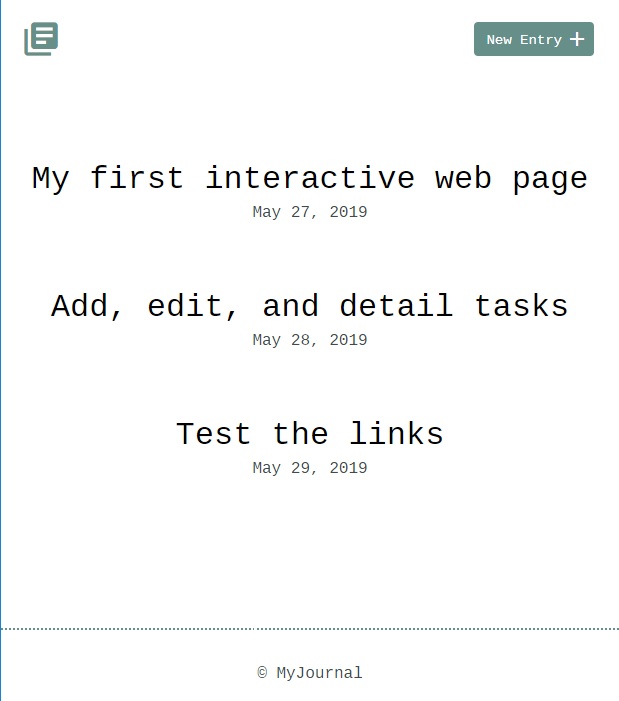 New Entry +
My first interactive web page
May 27, 2019
Add, edit, and detail tasks
May 28, 2019
Test the links
May 29, 2019
© MyJournal